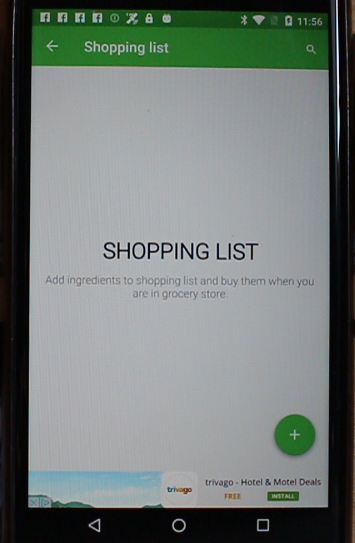 11:56
Shopping list
SHOPPING LIST
Add ingredients to shopping list and buy them when you
are in grocery store.
trivago
trivago - Hotel & Motel Deals
FREE
INSTALL